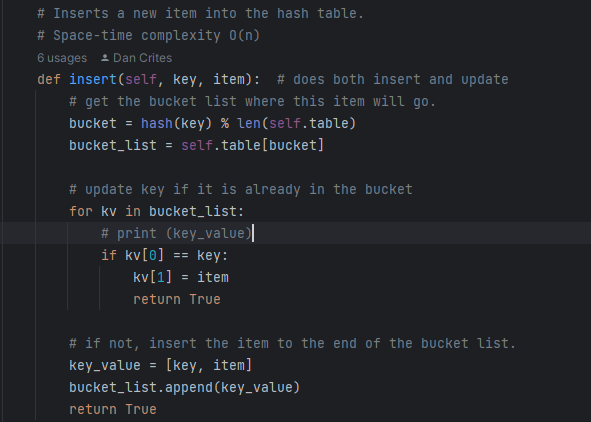 # Inserts a new item into the hash table.
# Space-time complexity O(n)
6 usages Dan Crites
def insert(self, key, item):  # does both insert and update
    # get the bucket list where this item will go.
    bucket = hash(key) % len(self.table)
    bucket_list = self.table[bucket]

    # update key if it is already in the bucket
    for kv in bucket_list:
        # print (key_value)
        if kv[0] == key:
            kv[1] = item
            return True

    # if not, insert the item to the end of the bucket list.
    key_value = [key, item]
    bucket_list.append(key_value)
    return True